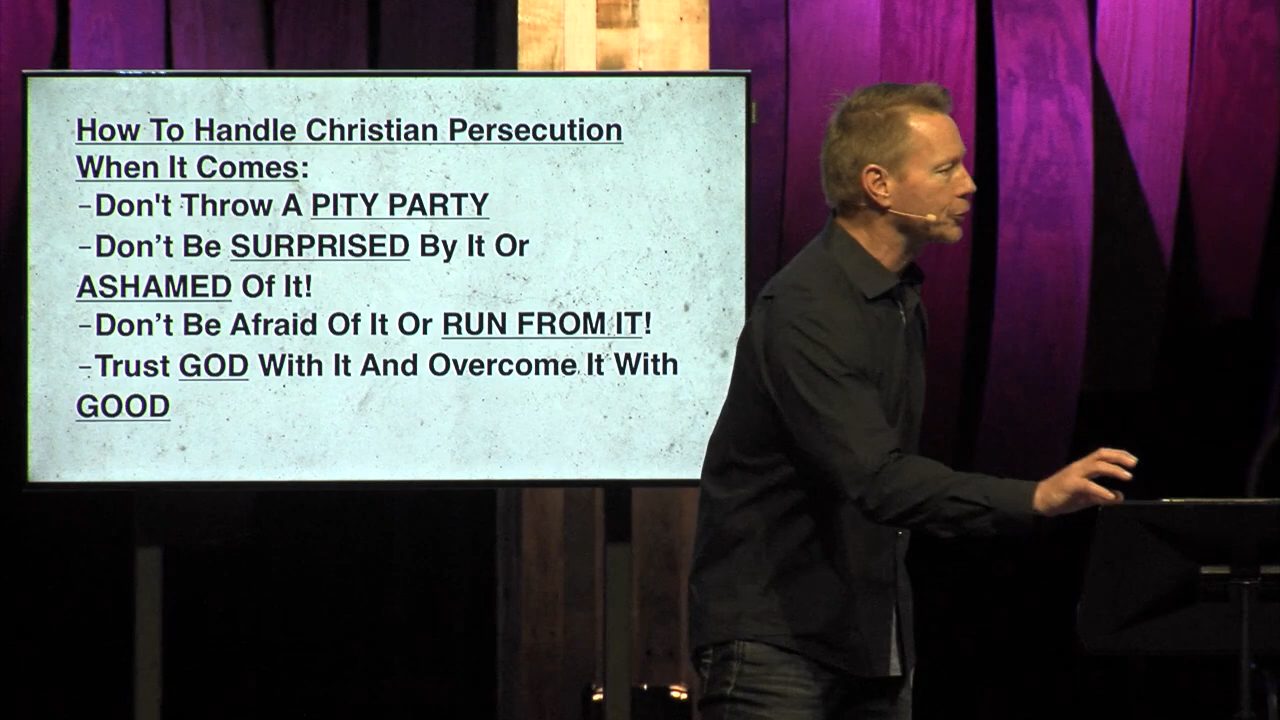 How To Handle Christian Persecution
When It Comes:
-Don't Throw A PITY PARTY
-Don’t Be SURPRISED By It Or
ASHAMED Of It!
-Don’t Be Afraid Of It Or RUN FROM IT!
-Trust GOD With It And Overcome It With
GOOD